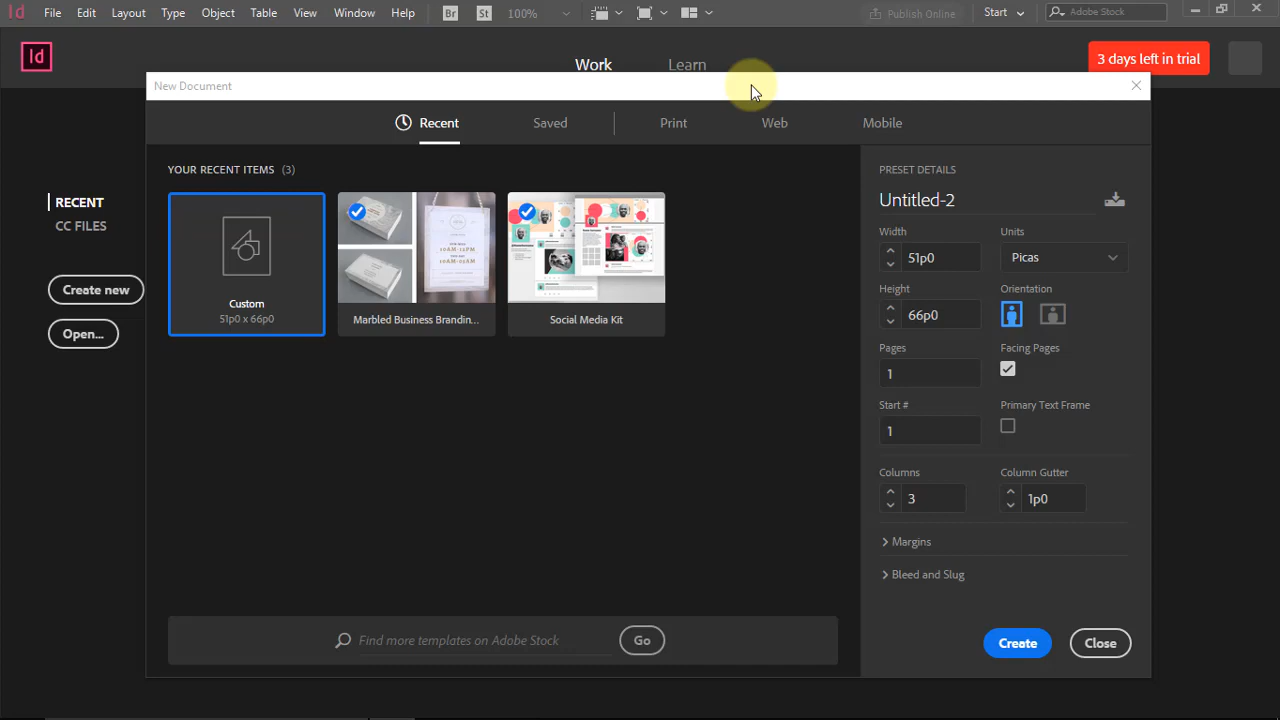 Id File Edit Layout Type Object Table View Window Help Br St 100% Publish Online Start Adobe Stock
Id Work Learn 3 days left in trial
New Document
Recent Saved Print Web Mobile
RECENT
CC FILES
Create new
Open...
YOUR RECENT ITEMS (3)
Custom
51p0 x 66p0
10AM-12PM
10AM-5PM
Marbled Business Brandin...
Social Media Kit
Find more templates on Adobe Stock Go
PRESET DETAILS
Untitled-2
Width Units
51p0 Picas
Height Orientation
66p0
Pages Facing Pages
1
Start # Primary Text Frame
1
Columns Column Gutter
3 1p0
Margins
Bleed and Slug
Create Close